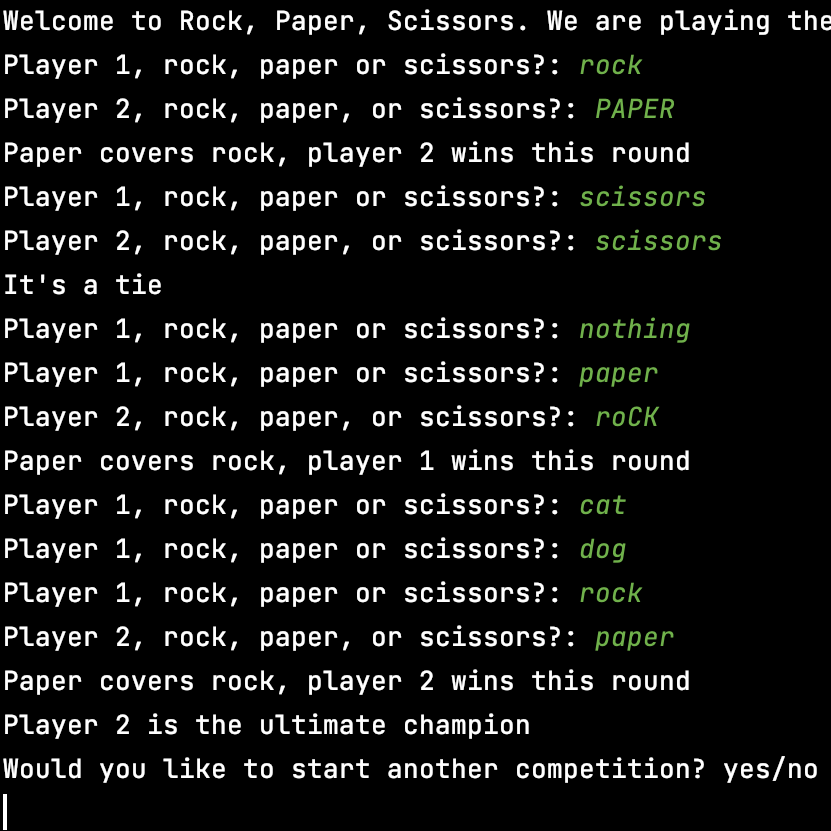 Welcome to Rock, Paper, Scissors. We are playing the
Player 1, rock, paper or scissors?: rock
Player 2, rock, paper, or scissors?: PAPER
Paper covers rock, player 2 wins this round
Player 1, rock, paper or scissors?: scissors
Player 2, rock, paper, or scissors?: scissors
It's a tie
Player 1, rock, paper or scissors?: nothing
Player 1, rock, paper or scissors?: paper
Player 2, rock, paper, or scissors?: roCK
Paper covers rock, player 1 wins this round
Player 1, rock, paper or scissors?: cat
Player 1, rock, paper or scissors?: dog
Player 1, rock, paper or scissors?: rock
Player 2, rock, paper, or scissors?: paper
Paper covers rock, player 2 wins this round
Player 2 is the ultimate champion
Would you like to start another competition? yes/no